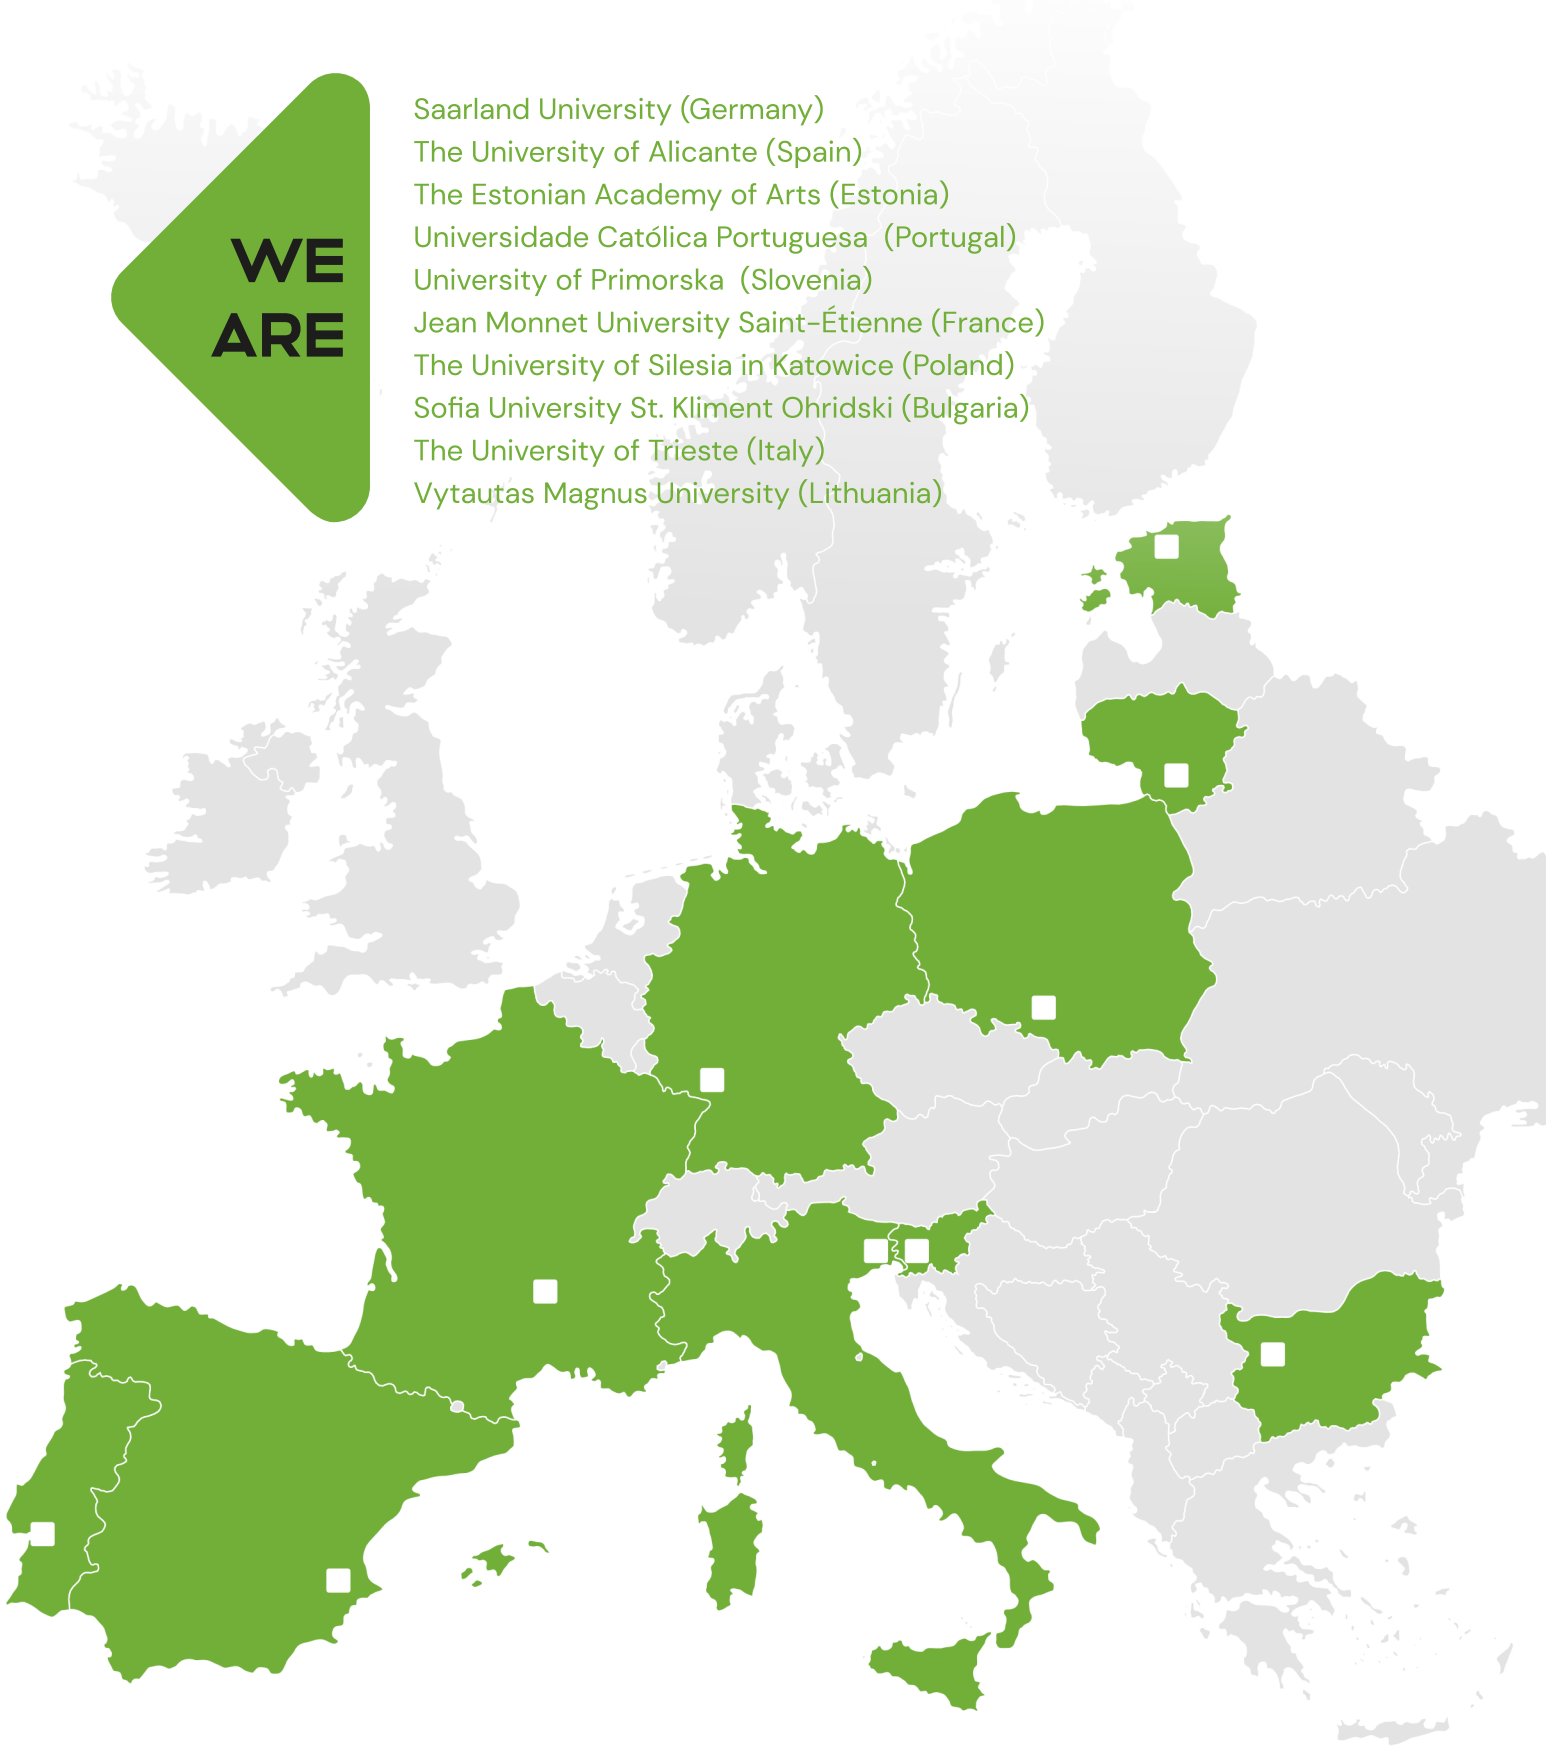 WE
ARE
Saarland University (Germany)
The University of Alicante (Spain)
The Estonian Academy of Arts (Estonia)
Universidade Católica Portuguesa  (Portugal)
University of Primorska  (Slovenia)
Jean Monnet University Saint-Étienne (France)
The University of Silesia in Katowice (Poland)
Sofia University St. Kliment Ohridski (Bulgaria)
The University of Trieste (Italy)
Vytautas Magnus University (Lithuania)